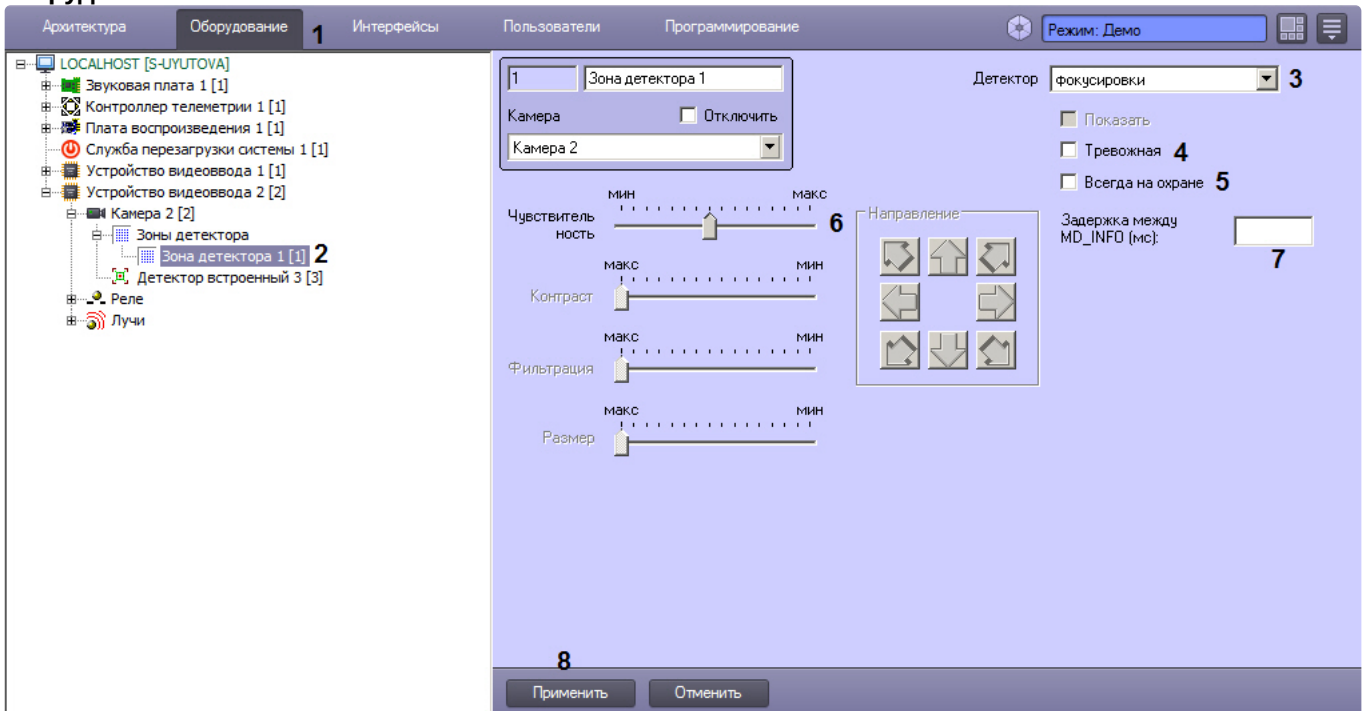 Архитектура Оборудование 1 Интерфейсы Пользователи Программирование Режим: Демо
LOCALHOST [S-UYUTOVA]
Звуковая плата 1 [1]
Контроллер телеметрии 1 [1]
Плата воспроизведения 1 [1]
Служба перезагрузки системы 1 [1]
Устройство видеоввода 1 [1]
Устройство видеоввода 2 [2]
Камера 2 [2]
Зоны детектора
Зона детектора 1 [1] 2
Детектор встроенный 3 [3]
Реле
Лучи
1 Зона детектора 1
Камера Отключить
Камера 2
Детектор фокусировки 3
Показать
Тревожная 4
Всегда на охране 5
Задержка между
MD_INFO (мс):
7
мин макс
Чувствитель
ность
6
макс мин
Контраст
макс мин
Фильтрация
макс мин
Размер
Направление
8
Применить Отменить